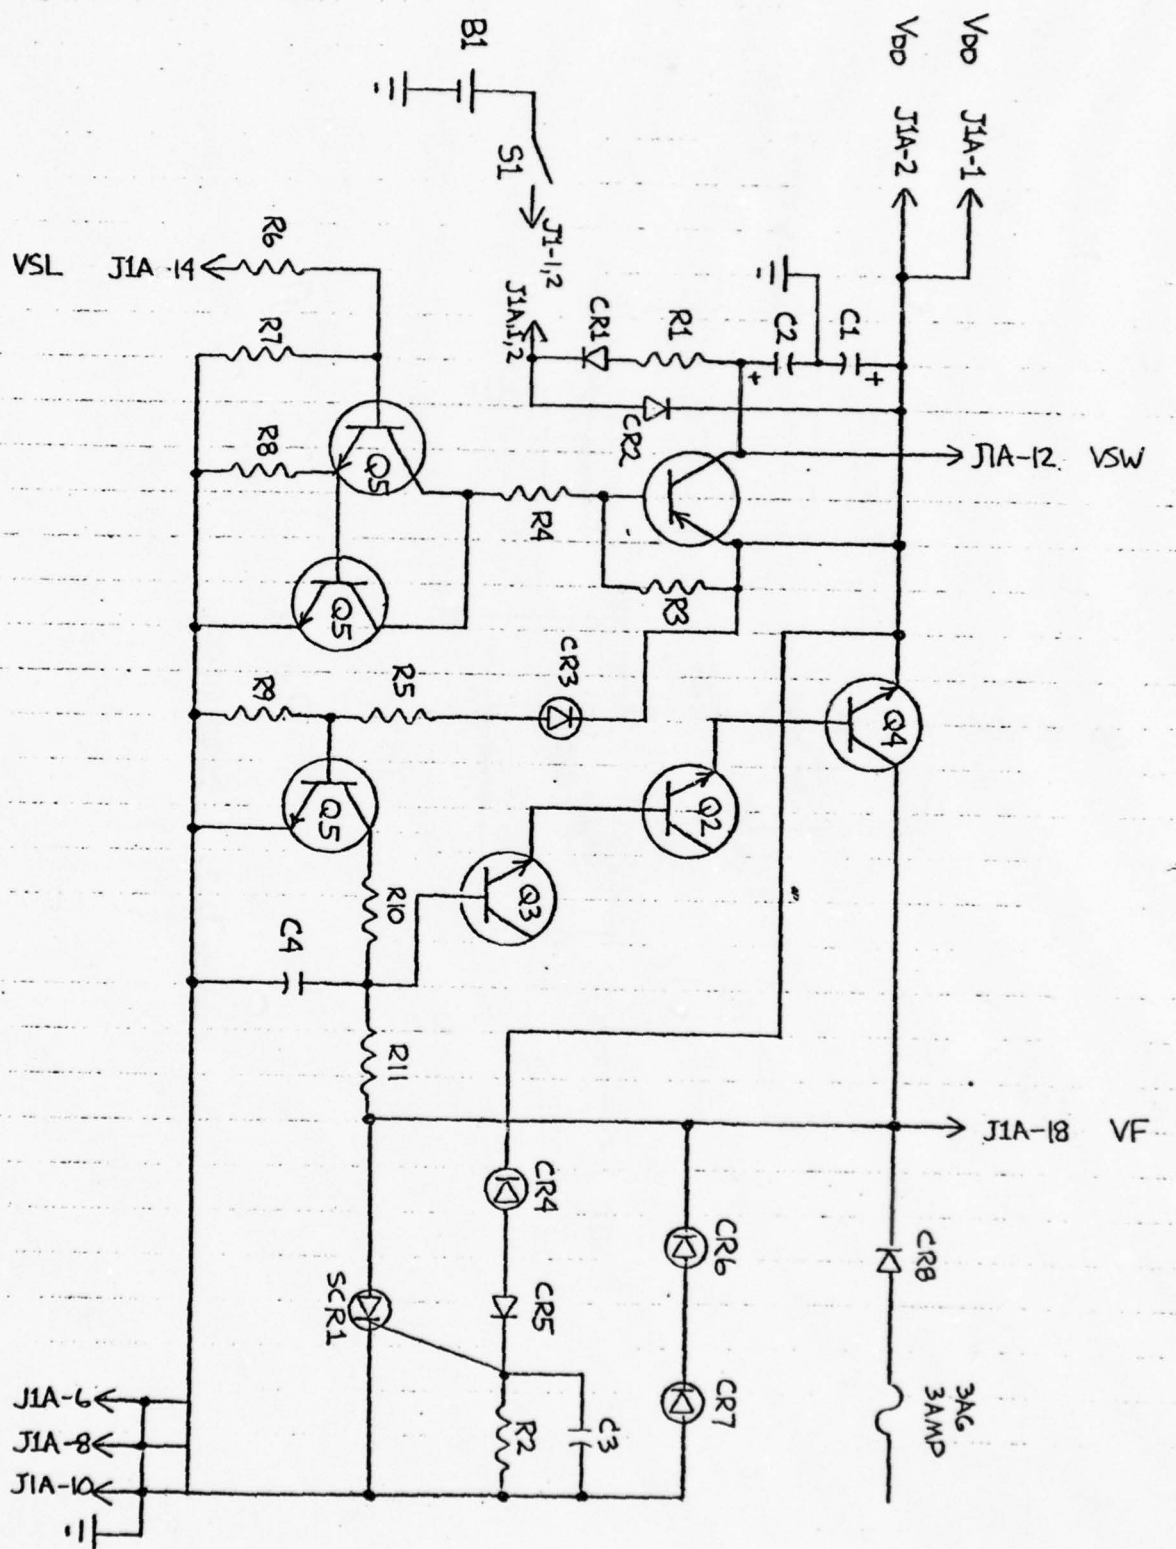 B1
S1
J1-1,2
J1A,1,2
VDD J1A-1
VDD J1A-2
VSL J1A-14
R6
R7
R8
CR1
R1
C2
C1
+
+
CR2
J1A-12 VSW
Q5
R4
R3
Q5
CR3
R5
R9
Q5
Q4
Q2
Q3
R10
C4
R11
J1A-18 VF
CR4
CR5
CR6
CR7
CR8
SCR1
R2
C3
3AG
3AMP
J1A-6
J1A-8
J1A-10